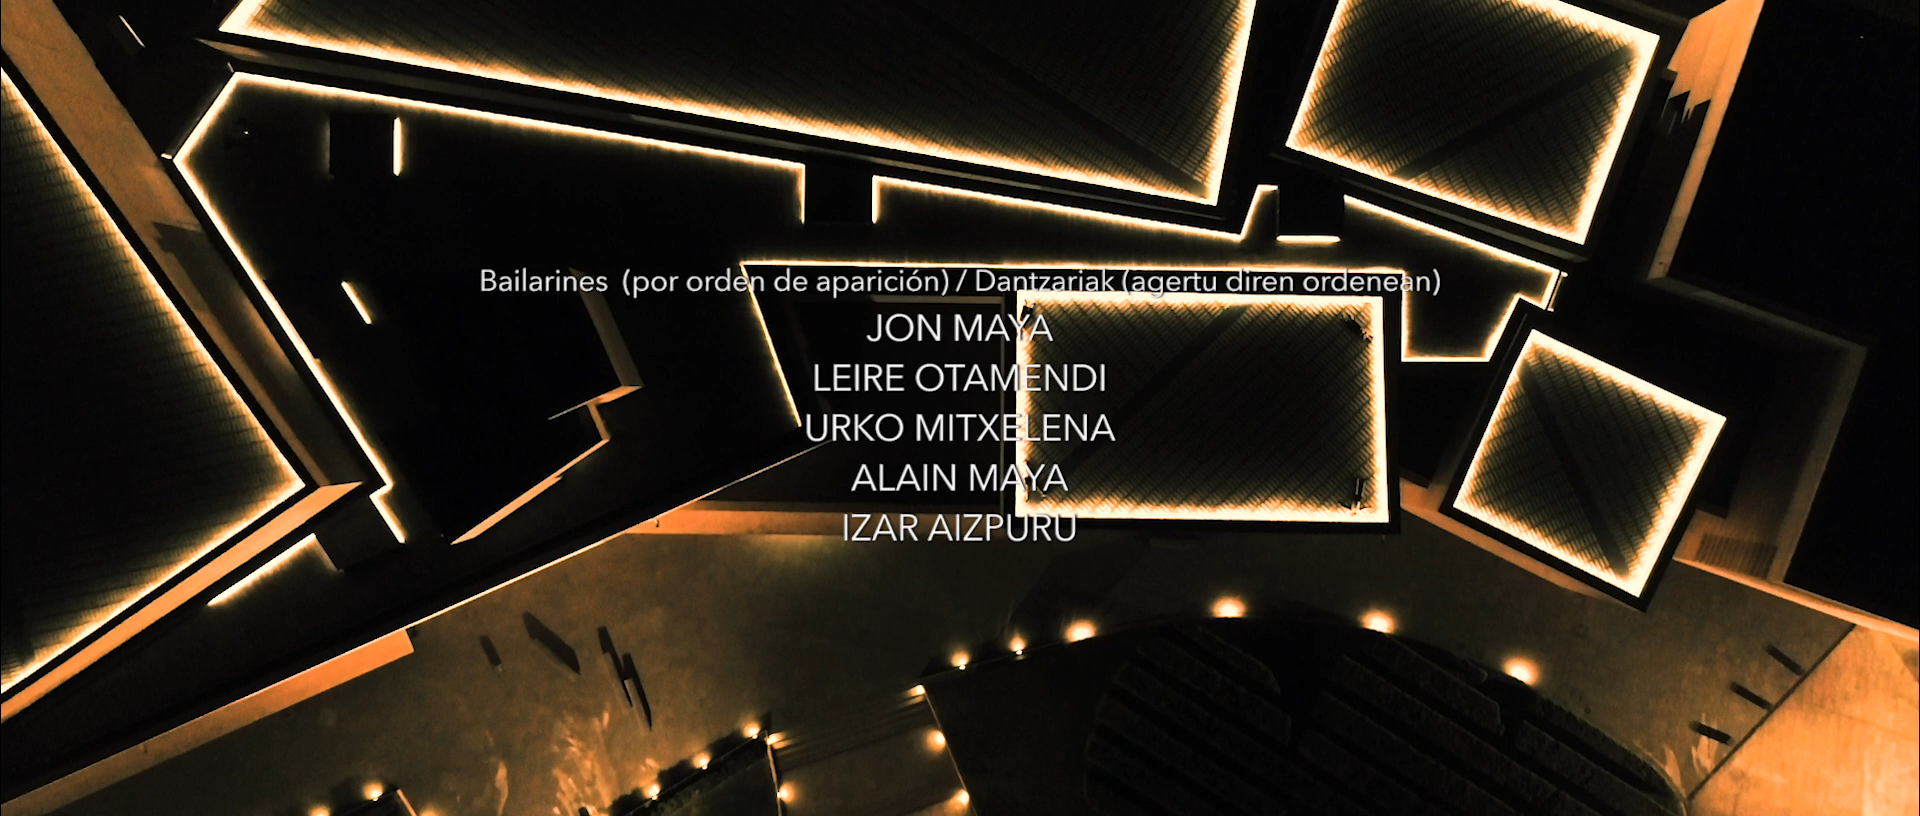 Bailarines (por orden de aparición) / Dantzariak (agertu diren ordenean)
JON MAYA
LEIRE OTAMENDI
URKO MITXELENA
ALAIN MAYA
IZAR AIZPURU